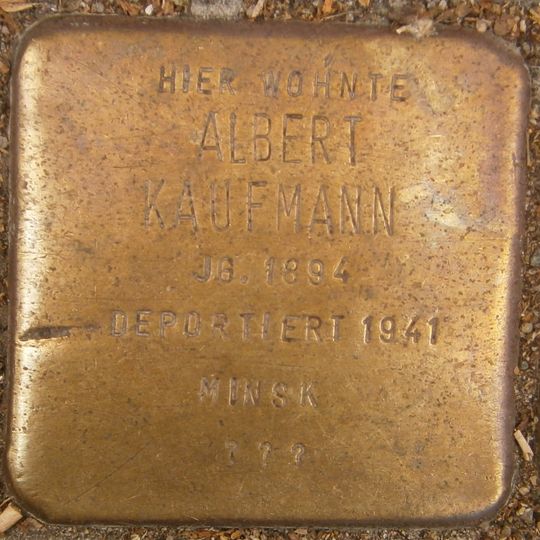 HIER WOHNTE
ALBERT
KAUFMANN
JG. 1894
DEPORTIERT 1941
MINSK
? ? ?